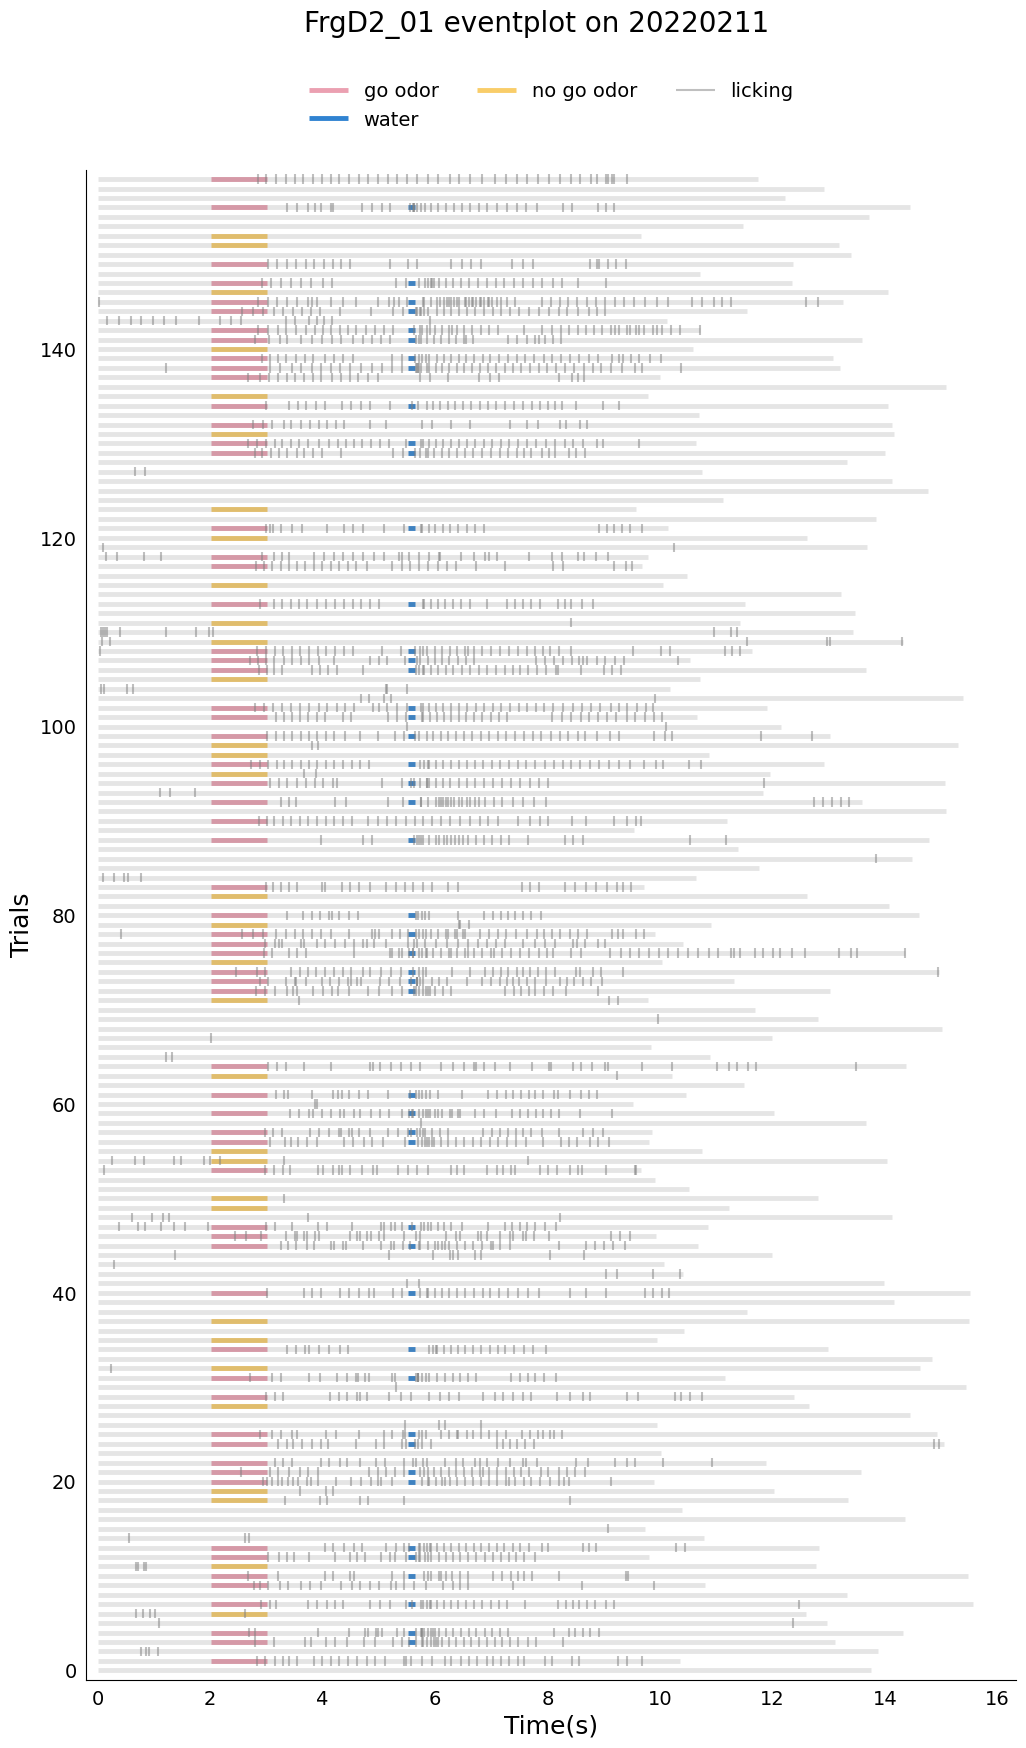 FrgD2_01 eventplot on 20220211
go odor
no go odor
licking
water
Trials
140
120
100
80
60
40
20
0
0 2 4 6 8 10 12 14 16
Time(s)